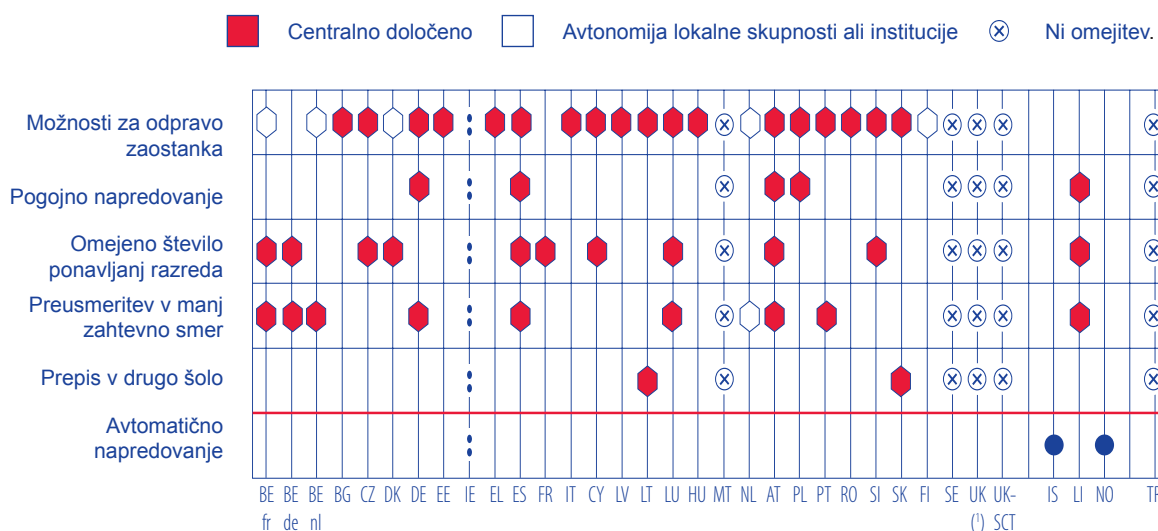 Centralno določeno Avtonomija lokalne skupnosti ali institucije Ni omejitev.
Možnosti za odpravo
zaostanka
Pogojno napredovanje
Omejeno število
ponavljanj razreda
Preusmeritev v manj
zahtevno smer
Prepis v drugo šolo
Avtomatično
napredovanje
BE BE BE BG CZ DK DE EE IE EL ES FR IT CY LV LT LU HU MT NL AT PL PT RO SI SK FI SE UK UK- IS LI NO
fr de nl (1) SCT